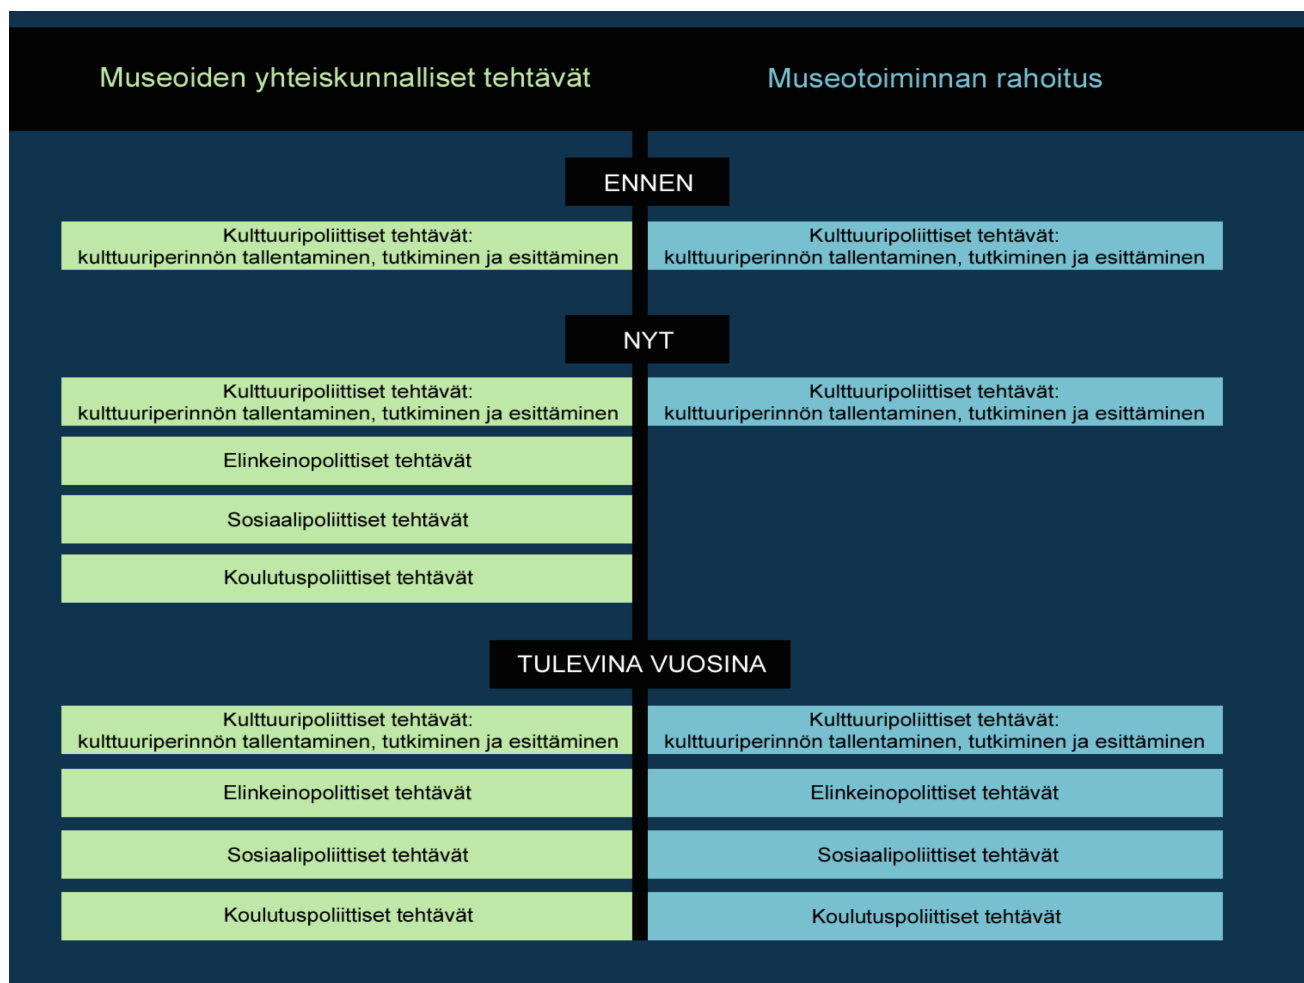 Museoiden yhteiskunnalliset tehtävät
Museotoiminnan rahoitus
ENNEN
Kulttuuripoliittiset tehtävät:
kulttuuriperinnön tallentaminen, tutkiminen ja esittäminen
Kulttuuripoliittiset tehtävät:
kulttuuriperinnön tallentaminen, tutkiminen ja esittäminen
NYT
Kulttuuripoliittiset tehtävät:
kulttuuriperinnön tallentaminen, tutkiminen ja esittäminen
Kulttuuripoliittiset tehtävät:
kulttuuriperinnön tallentaminen, tutkiminen ja esittäminen
Elinkeinopolittiset tehtävät
Sosiaalipoliittiset tehtävät
Koulutuspoliittiset tehtävät
TULEVINA VUOSINA
Kulttuuripoliittiset tehtävät:
kulttuuriperinnön tallentaminen, tutkiminen ja esittäminen
Kulttuuripoliittiset tehtävät:
kulttuuriperinnön tallentaminen, tutkiminen ja esittäminen
Elinkeinopolittiset tehtävät
Elinkeinopolittiset tehtävät
Sosiaalipoliittiset tehtävät
Sosiaalipoliittiset tehtävät
Koulutuspoliittiset tehtävät
Koulutuspoliittiset tehtävät